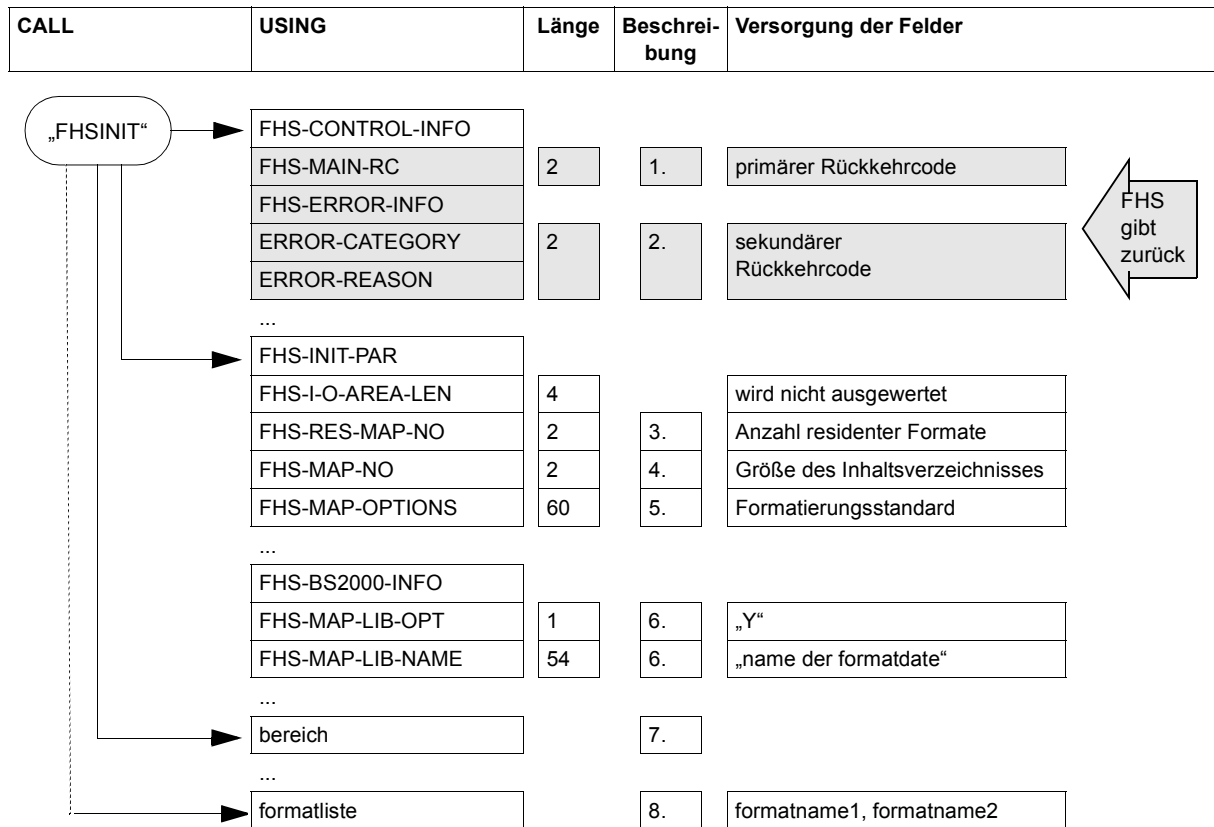 CALL USING Länge Beschrei-bung Versorgung der Felder
„FHSINIT“ FHS-CONTROL-INFO
FHS-MAIN-RC 2 1. primärer Rückkehrcode
FHS-ERROR-INFO
ERROR-CATEGORY 2 2. sekundärer
Rückkehrcode
ERROR-REASON
FHS
gibt
zurück
...
FHS-INIT-PAR
FHS-I-O-AREA-LEN 4 wird nicht ausgewertet
FHS-RES-MAP-NO 2 3. Anzahl residenter Formate
FHS-MAP-NO 2 4. Größe des Inhaltsverzeichnisses
FHS-MAP-OPTIONS 60 5. Formatierungsstandard
...
FHS-BS2000-INFO
FHS-MAP-LIB-OPT 1 6. „Y“
FHS-MAP-LIB-NAME 54 6. „name der formatdate“
...
bereich 7.
...
formatliste 8. formatname1, formatname2